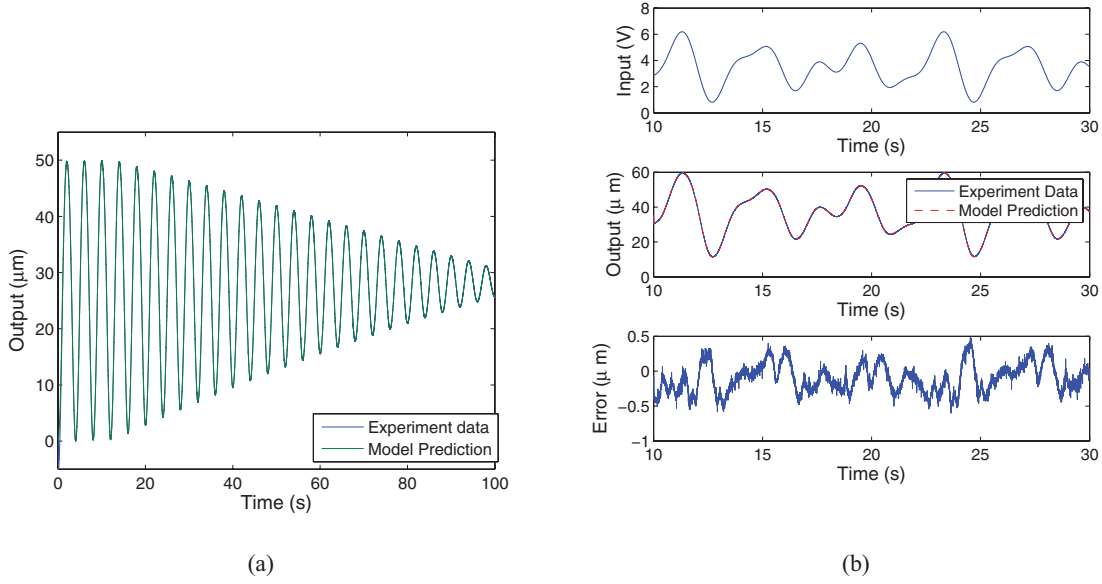 Output (μm)
50
40
30
20
10
0
0 20 40 60 80 100
Time (s)
Experiment data
Model Prediction
(a)
Input (V)
8
6
4
2
0
10 15 20 25 30
Time (s)
Output (μ m)
60
40
20
0
10 15 20 25 30
Time (s)
Experiment Data
Model Prediction
Error (μ m)
0.5
0
−0.5
−1
10 15 20 25 30
Time (s)
(b)